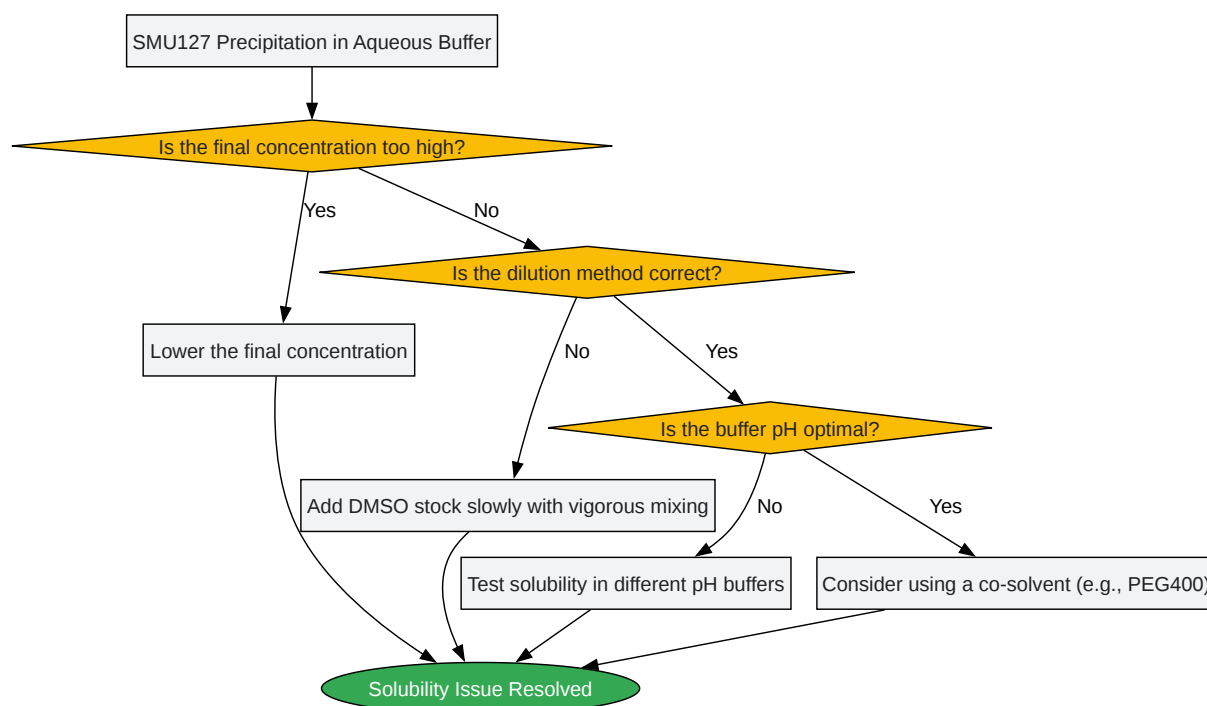 SMU127 Precipitation in Aqueous Buffer
Is the final concentration too high?
Yes
No
Is the dilution method correct?
Lower the final concentration
No
Yes
Is the buffer pH optimal?
Add DMSO stock slowly with vigorous mixing
No
Yes
Test solubility in different pH buffers
Consider using a co-solvent (e.g., PEG400)
Solubility Issue Resolved